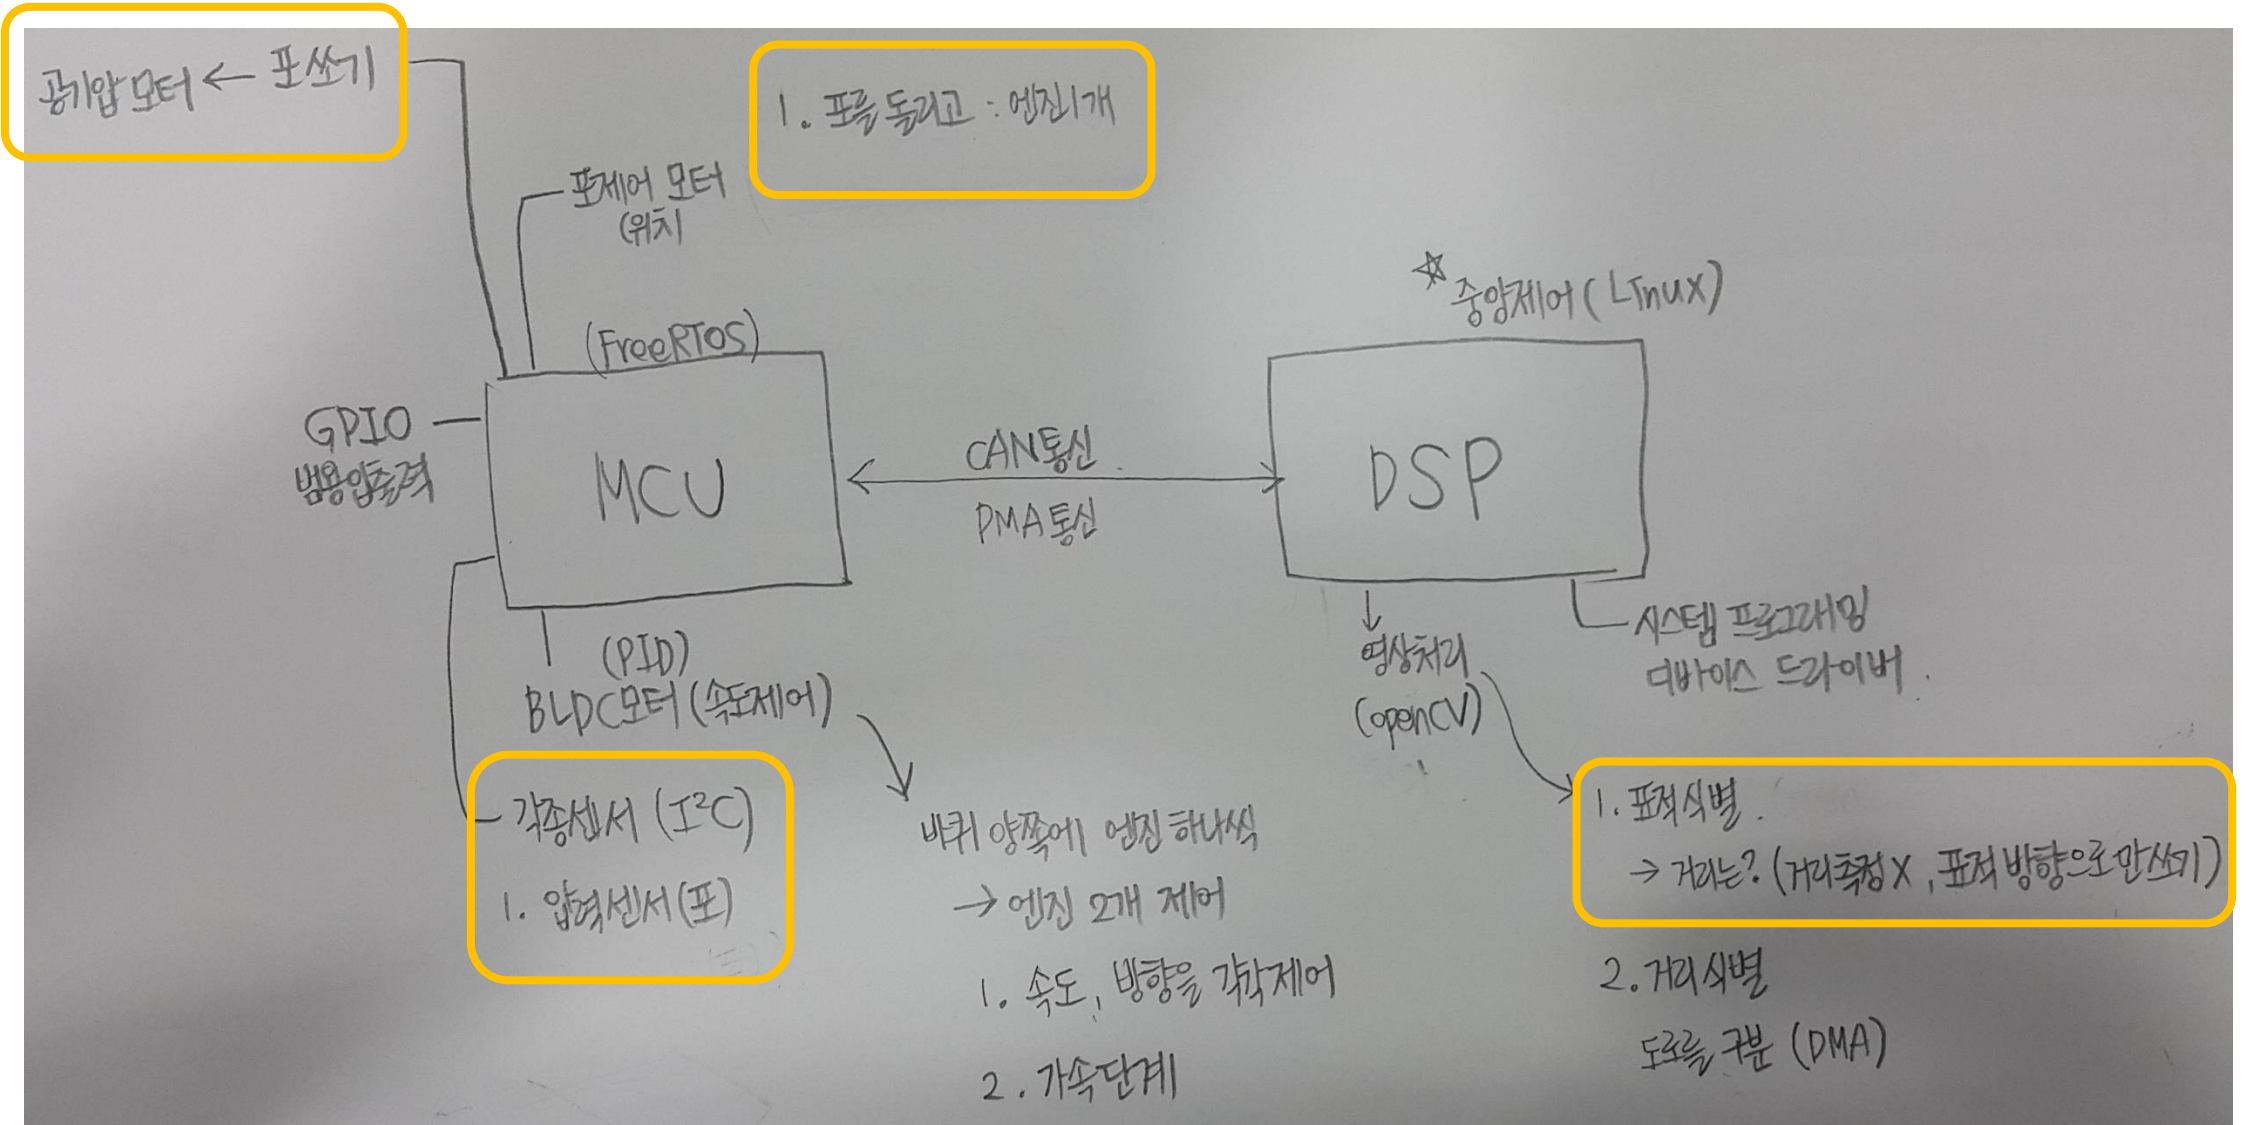 공기압 모터 ← 포쏘기
1. 포를 돌리고 : 엔진1개
포제어 모터
(위치
☆ 중앙제어 (Linux)
(FreeRTOS)
GPIO
범용입출력
MCU
CAN통신
DMA통신
DSP
(PID)
BLDC모터 (속도제어)
영상처리
(openCV)
시스템 프로그래밍
디바이스 드라이버
각종센서 (I²C)
1. 압력센서(포)
바퀴 양쪽에 엔진 하나씩
→ 엔진 2개 제어
1. 속도, 방향을 각각제어
2. 가속단계
1. 표적식별
→ 거리는? (거리측정X, 표적 방향으로만 쏘기)
2. 거리식별
도로를 구분 (DMA)